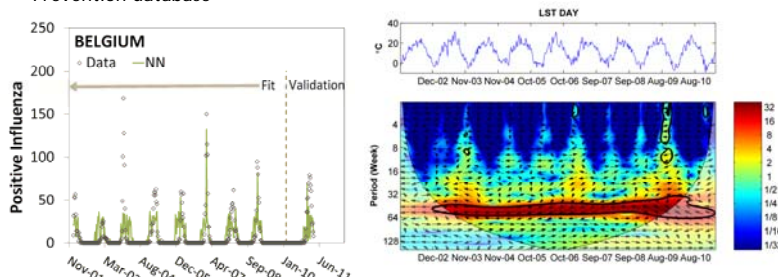 BELGIUM
Data NN
Fit Validation
Positive Influenza
250
200
150
100
50
0
Nov-01 Mar-03 Aug-04 Dec-05 Apr-07 Sep-08 Jan-10 Jun-11
LST DAY
°C
40
20
0
Dec-02 Nov-03 Nov-04 Oct-05 Oct-06 Sep-07 Sep-08 Aug-09 Aug-10
Period (Week)
4
8
16
32
64
128
Dec-02 Nov-03 Nov-04 Oct-05 Oct-06 Sep-07 Sep-08 Aug-09 Aug-10
32
16
8
4
2
1
1/2
1/4
1/8